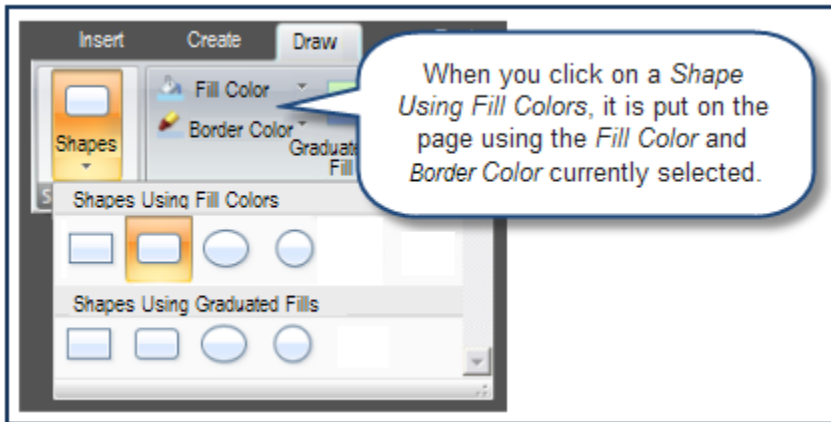 Insert Create Draw
Fill Color
Border Color
Shapes
Graduate
Fill
When you click on a Shape
Using Fill Colors, it is put on the
page using the Fill Color and
Border Color currently selected.
S
Shapes Using Fill Colors
Shapes Using Graduated Fills